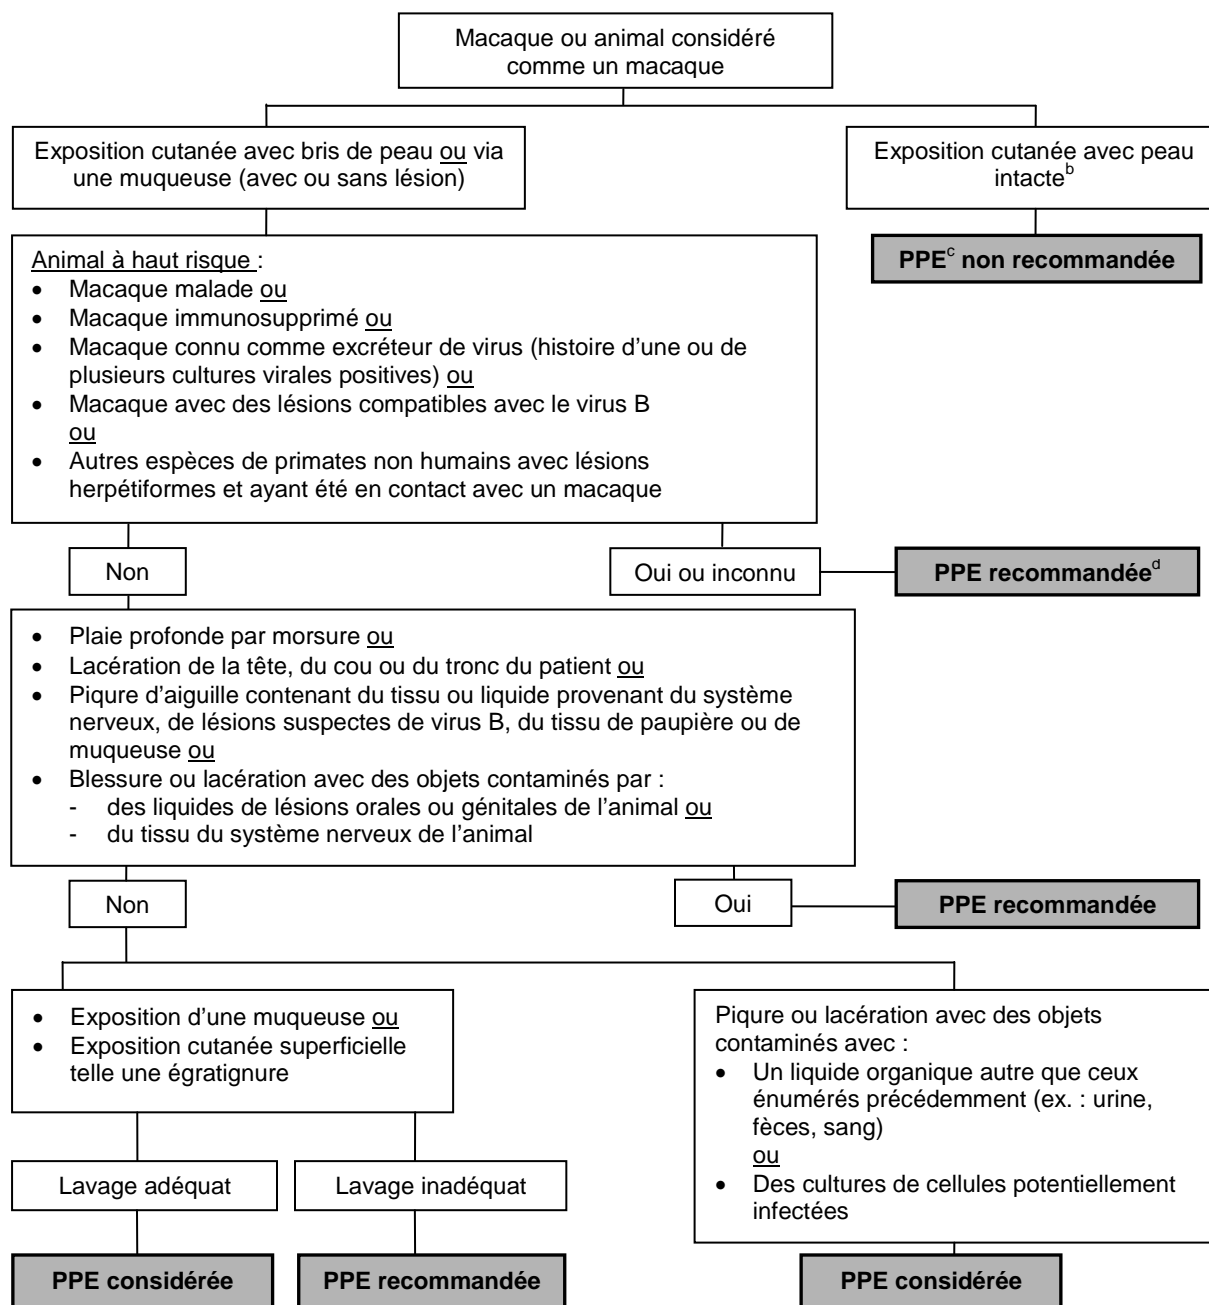 Macaque ou animal considéré
comme un macaque
Exposition cutanée avec bris de peau ou via
une muqueuse (avec ou sans lésion)
Exposition cutanée avec peau
intacteᵇ
PPEᶜ non recommandée
Animal à haut risque :
• Macaque malade ou
• Macaque immunosupprimé ou
• Macaque connu comme excréteur de virus (histoire d’une ou de
plusieurs cultures virales positives) ou
• Macaque avec des lésions compatibles avec le virus B
ou
• Autres espèces de primates non humains avec lésions
herpétiformes et ayant été en contact avec un macaque
Non
Oui ou inconnu
PPE recommandéeᵈ
• Plaie profonde par morsure ou
• Lacération de la tête, du cou ou du tronc du patient ou
• Piqure d’aiguille contenant du tissu ou liquide provenant du système
nerveux, de lésions suspectes de virus B, du tissu de paupière ou de
muqueuse ou
• Blessure ou lacération avec des objets contaminés par :
- des liquides de lésions orales ou génitales de l’animal ou
- du tissu du système nerveux de l’animal
Non
Oui
PPE recommandée
• Exposition d’une muqueuse ou
• Exposition cutanée superficielle
telle une égratignure
Piqure ou lacération avec des objets
contaminés avec :
• Un liquide organique autre que ceux
énumérés précédemment (ex. : urine,
fèces, sang)
ou
• Des cultures de cellules potentiellement
infectées
Lavage adéquat
Lavage inadéquat
PPE considérée
PPE recommandée
PPE considérée